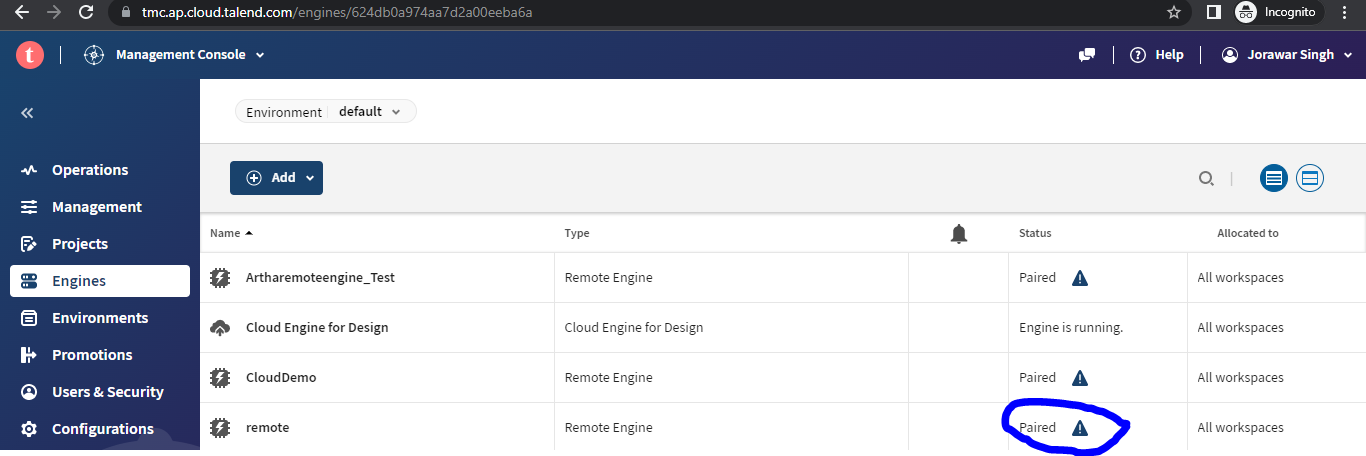 tmc.ap.cloud.talend.com/engines/624db0a974aa7d2a00eeba6a Incognito
t Management Console Help Jorawar Singh
Environment default
Operations
Add
Management
Name Type Status Allocated to
Projects
Engines Artharemoteengine_Test Remote Engine Paired All workspaces
Environments Cloud Engine for Design Cloud Engine for Design Engine is running. All workspaces
Promotions
Users & Security CloudDemo Remote Engine Paired All workspaces
Configurations remote Remote Engine Paired All workspaces